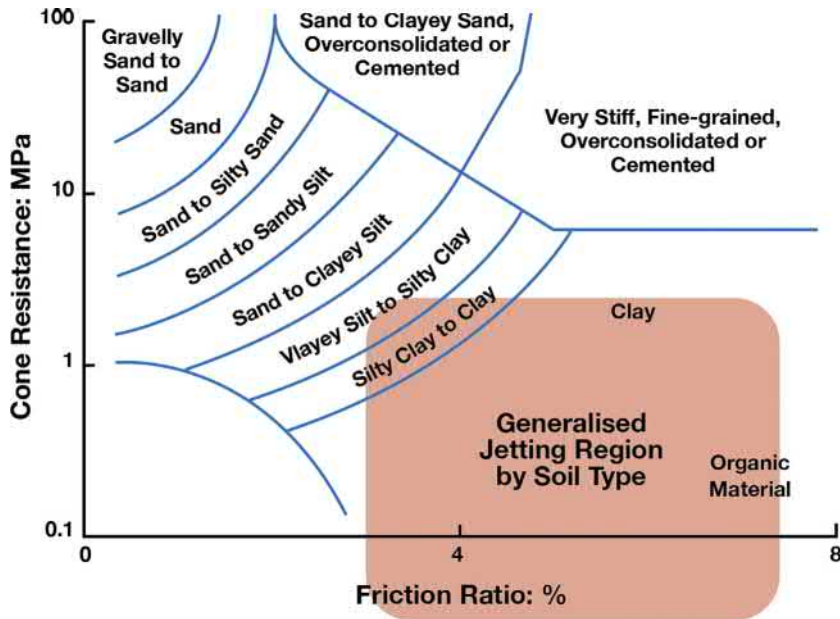 100
10
1
0.1
Cone Resistance: MPa
Gravelly
Sand to
Sand
Sand
Sand to Silty Sand
Sand to Sandy Silt
Sand to Clayey Silt
Vlayey Silt to Silty Clay
Silty Clay to Clay
Sand to Clayey Sand,
Overconsolidated or
Cemented
Very Stiff, Fine-grained,
Overconsolidated or
Cemented
Clay
Generalised
Jetting Region
by Soil Type
Organic
Material
0
4
8
Friction Ratio: %